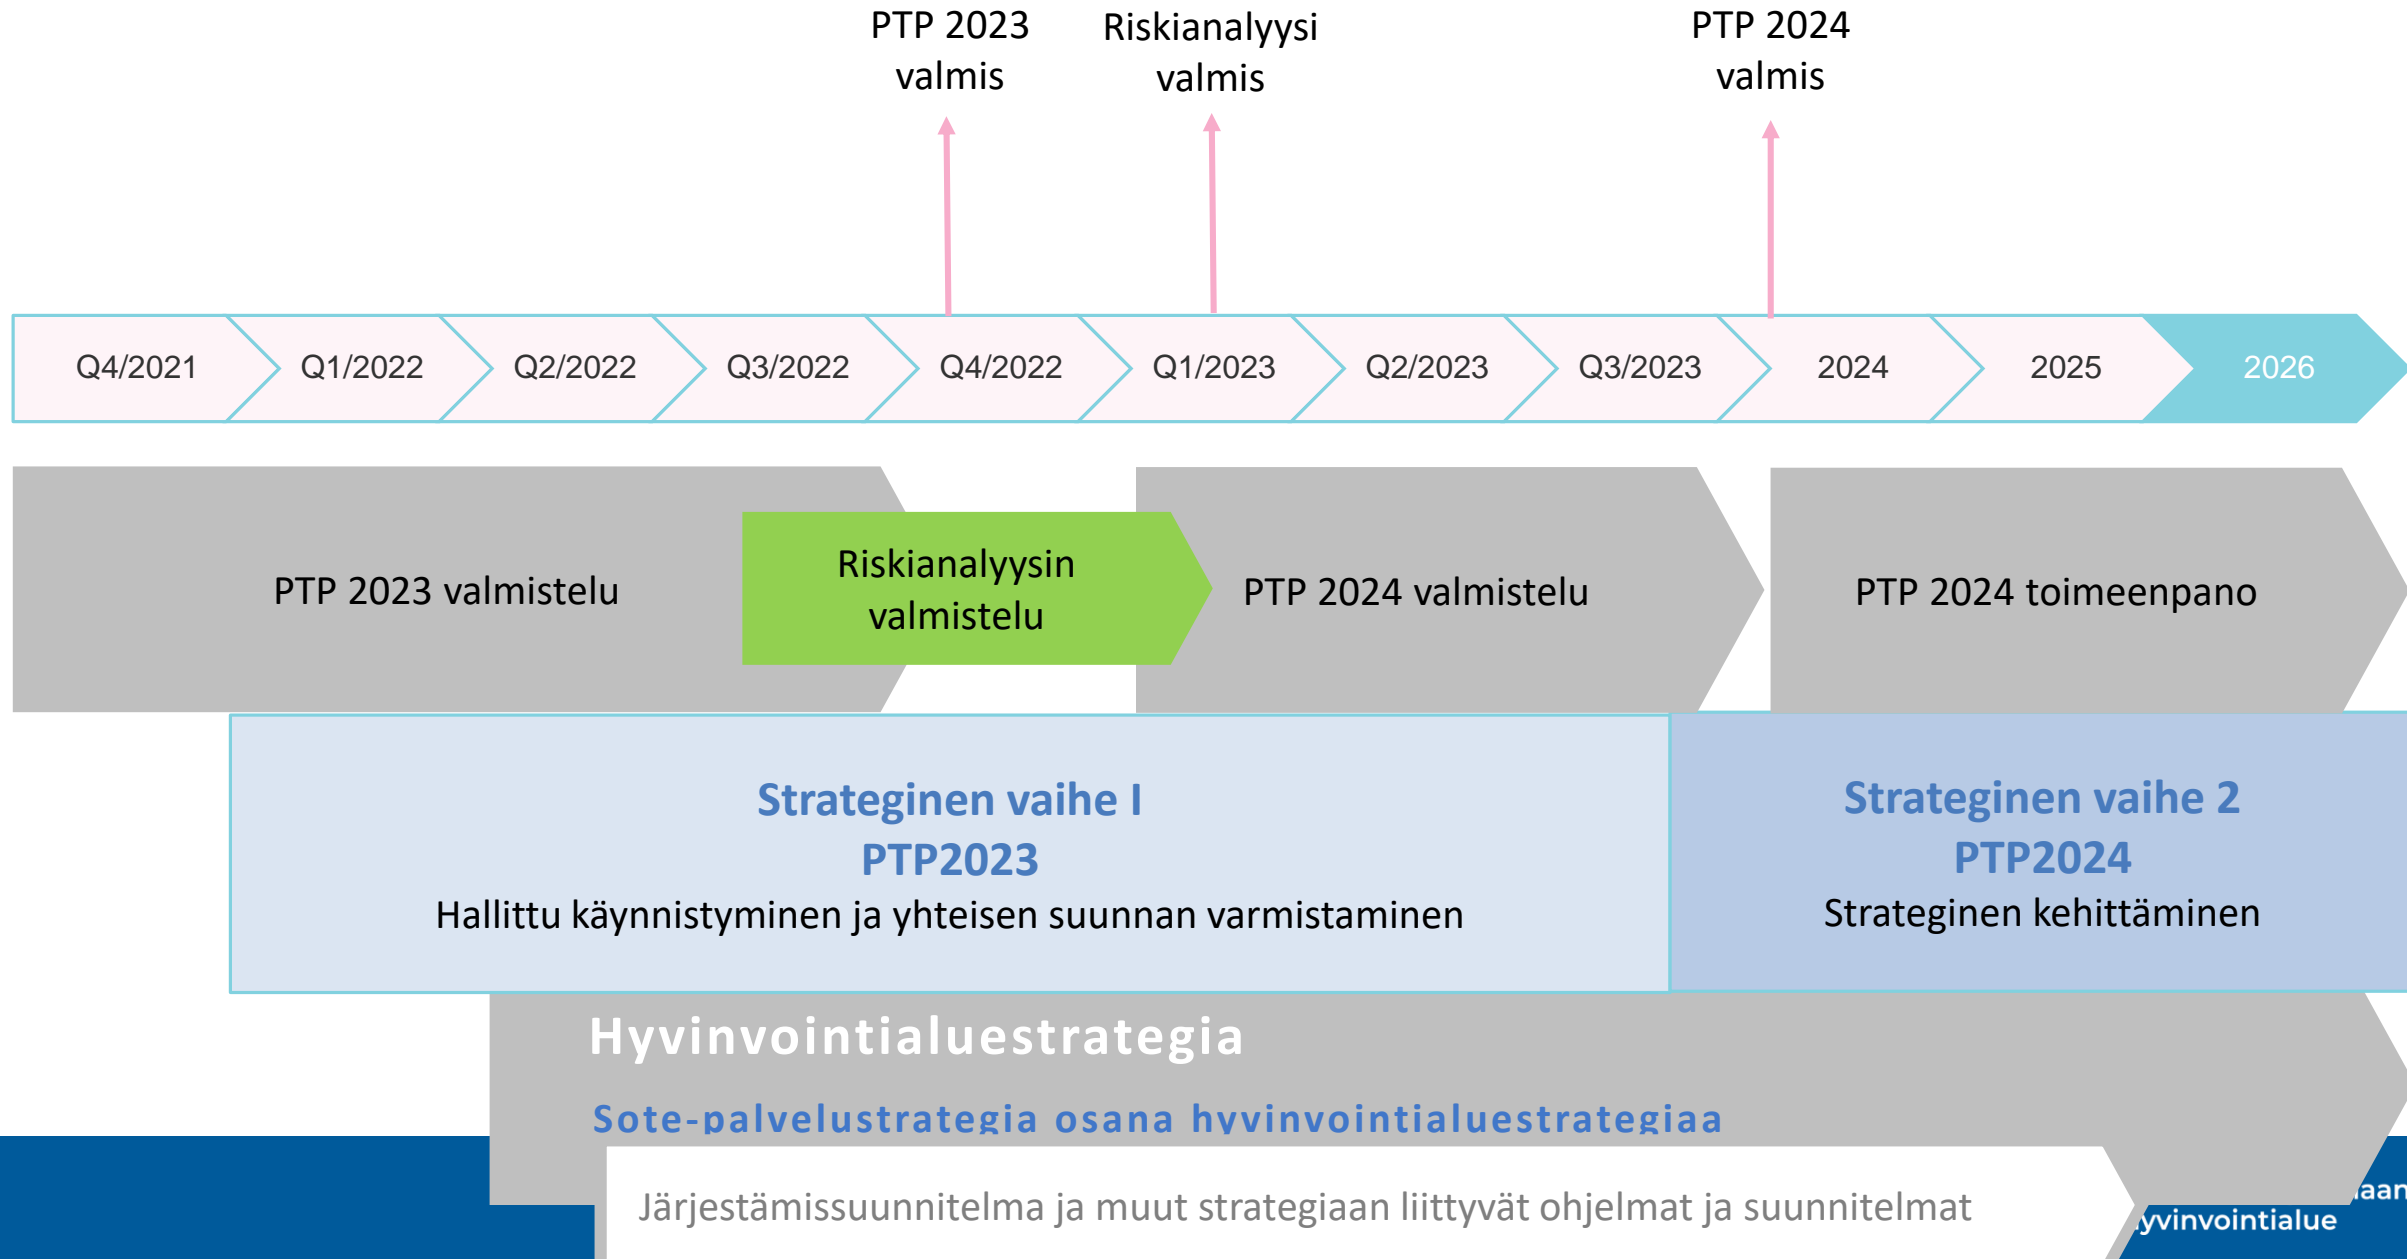 PTP 2023
valmis
Riskianalyysi
valmis
PTP 2024
valmis
Q4/2021
Q1/2022
Q2/2022
Q3/2022
Q4/2022
Q1/2023
Q2/2023
Q3/2023
2024
2025
2026
PTP 2023 valmistelu
Riskianalyysin
valmistelu
PTP 2024 valmistelu
PTP 2024 toimeenpano
Strateginen vaihe I
PTP2023
Hallittu käynnistyminen ja yhteisen suunnan varmistaminen
Strateginen vaihe 2
PTP2024
Strateginen kehittäminen
Hyvinvointialuestrategia
Sote-palvelustrategia osana hyvinvointialuestrategiaa
Järjestämissuunnitelma ja muut strategiaan liittyvät ohjelmat ja suunnitelmat